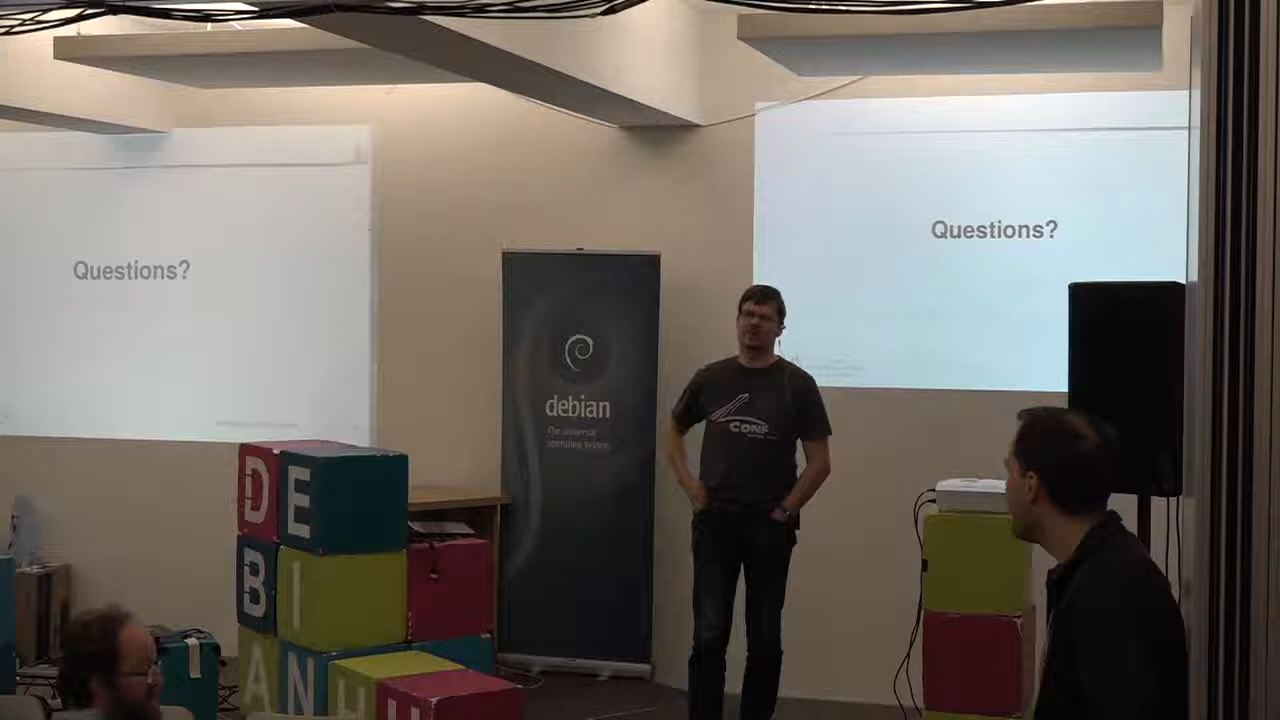 Questions?
Questions?
debian
The universal
operating system
CONF
D E
B I
A N H